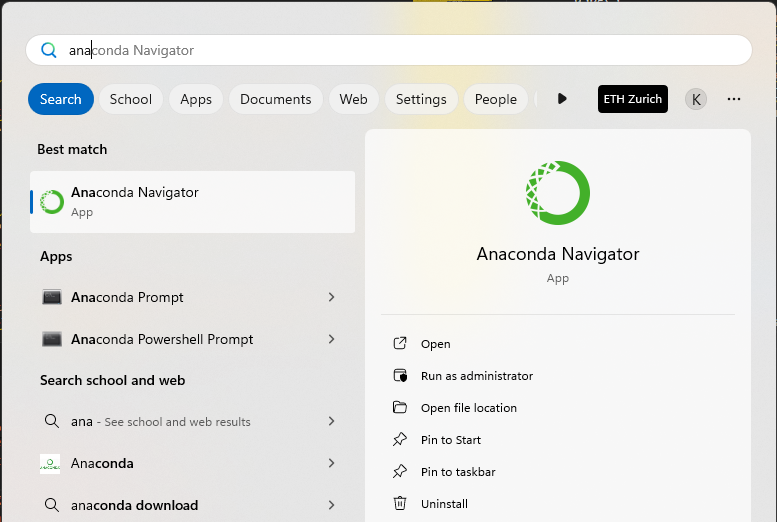 anaconda Navigator
Search School Apps Documents Web Settings People ETH Zurich K
Best match
Anaconda Navigator
App
Apps
Anaconda Prompt
Anaconda Powershell Prompt
Search school and web
ana - See school and web results
Anaconda
anaconda download
Anaconda Navigator
App
Open
Run as administrator
Open file location
Pin to Start
Pin to taskbar
Uninstall